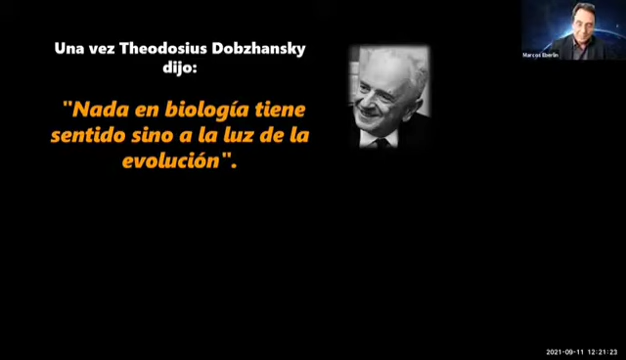 Una vez Theodosius Dobzhansky
dijo:
"Nada en biología tiene
sentido sino a la luz de la
evolución".
Marcos Eberlin
2021-09-11 12:21:23